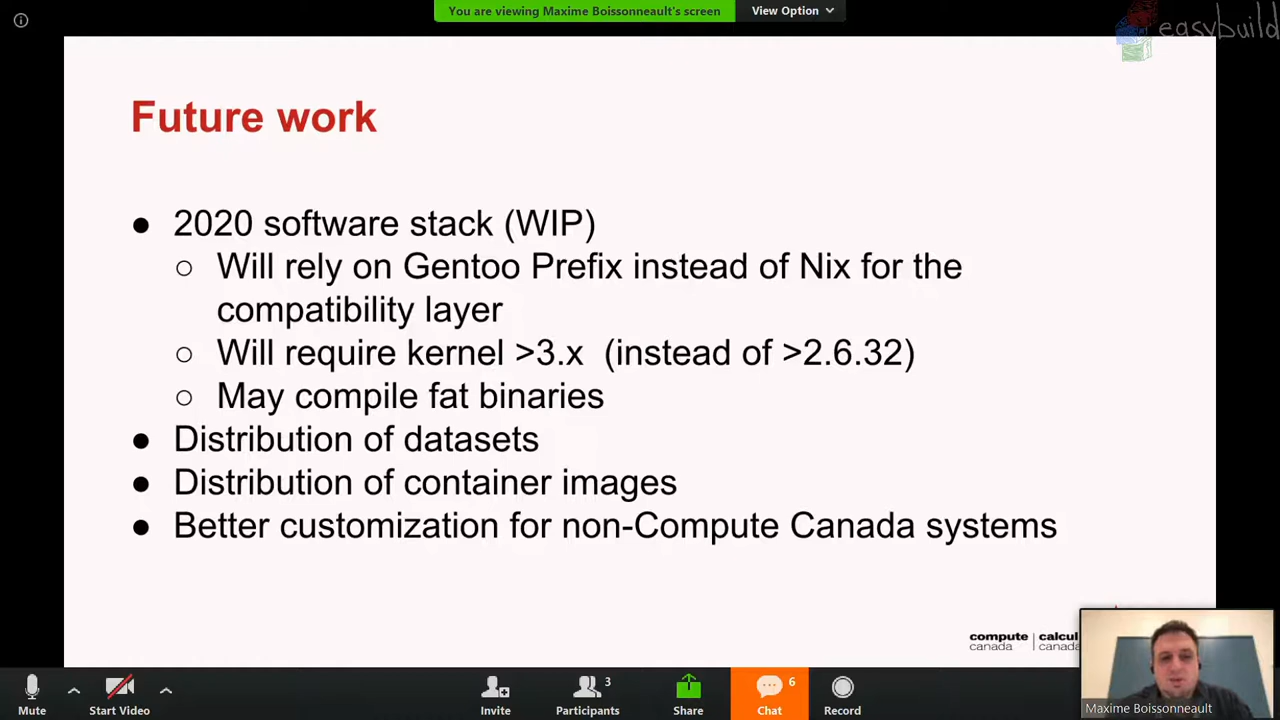 You are viewing Maxime Boissonneault's screen
View Option
easybuild
Future work
● 2020 software stack (WIP)
○ Will rely on Gentoo Prefix instead of Nix for the
compatibility layer
○ Will require kernel >3.x (instead of >2.6.32)
○ May compile fat binaries
● Distribution of datasets
● Distribution of container images
● Better customization for non-Compute Canada systems
compute | calcul
canada | canada
Maxime Boissonneault
Mute
Start Video
Invite
3
Participants
Share
6
Chat
Record